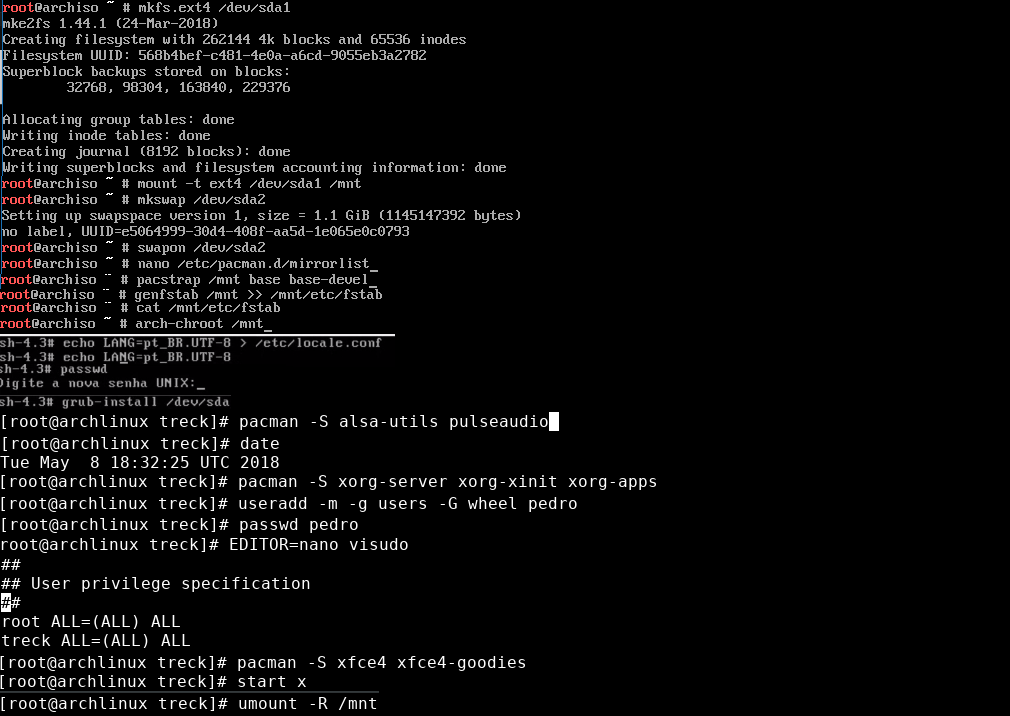 root@archiso ~ # mkfs.ext4 /dev/sda1
mke2fs 1.44.1 (24-Mar-2018)
Creating filesystem with 262144 4k blocks and 65536 inodes
Filesystem UUID: 568b4bef-c481-4e0a-a6cd-9055eb3a2782
Superblock backups stored on blocks:
32768, 98304, 163840, 229376
Allocating group tables: done
Writing inode tables: done
Creating journal (8192 blocks): done
Writing superblocks and filesystem accounting information: done
root@archiso ~ # mount -t ext4 /dev/sda1 /mnt
root@archiso ~ # mkswap /dev/sda2
Setting up swapspace version 1, size = 1.1 GiB (1145147392 bytes)
no label, UUID=e5064999-30d4-408f-aa5d-1e065e0c0793
root@archiso ~ # swapon /dev/sda2
root@archiso ~ # nano /etc/pacman.d/mirrorlist_
root@archiso ~ # pacstrap /mnt base base-devel_
root@archiso ~ # genfstab /mnt >> /mnt/etc/fstab
root@archiso ~ # cat /mnt/etc/fstab
root@archiso ~ # arch-chroot /mnt_
sh-4.3# echo LANG=pt_BR.UTF-8 > /etc/locale.conf
sh-4.3# echo LANG=pt_BR.UTF-8
sh-4.3# passwd
Digite a nova senha UNIX:_
sh-4.3# grub-install /dev/sda
[root@archlinux treck]# pacman -S alsa-utils pulseaudio
[root@archlinux treck]# date
Tue May  8 18:32:25 UTC 2018
[root@archlinux treck]# pacman -S xorg-server xorg-xinit xorg-apps
[root@archlinux treck]# useradd -m -g users -G wheel pedro
[root@archlinux treck]# passwd pedro
root@archlinux treck]# EDITOR=nano visudo
##
## User privilege specification
##
root ALL=(ALL) ALL
treck ALL=(ALL) ALL
[root@archlinux treck]# pacman -S xfce4 xfce4-goodies
[root@archlinux treck]# start x
[root@archlinux treck]# umount -R /mnt